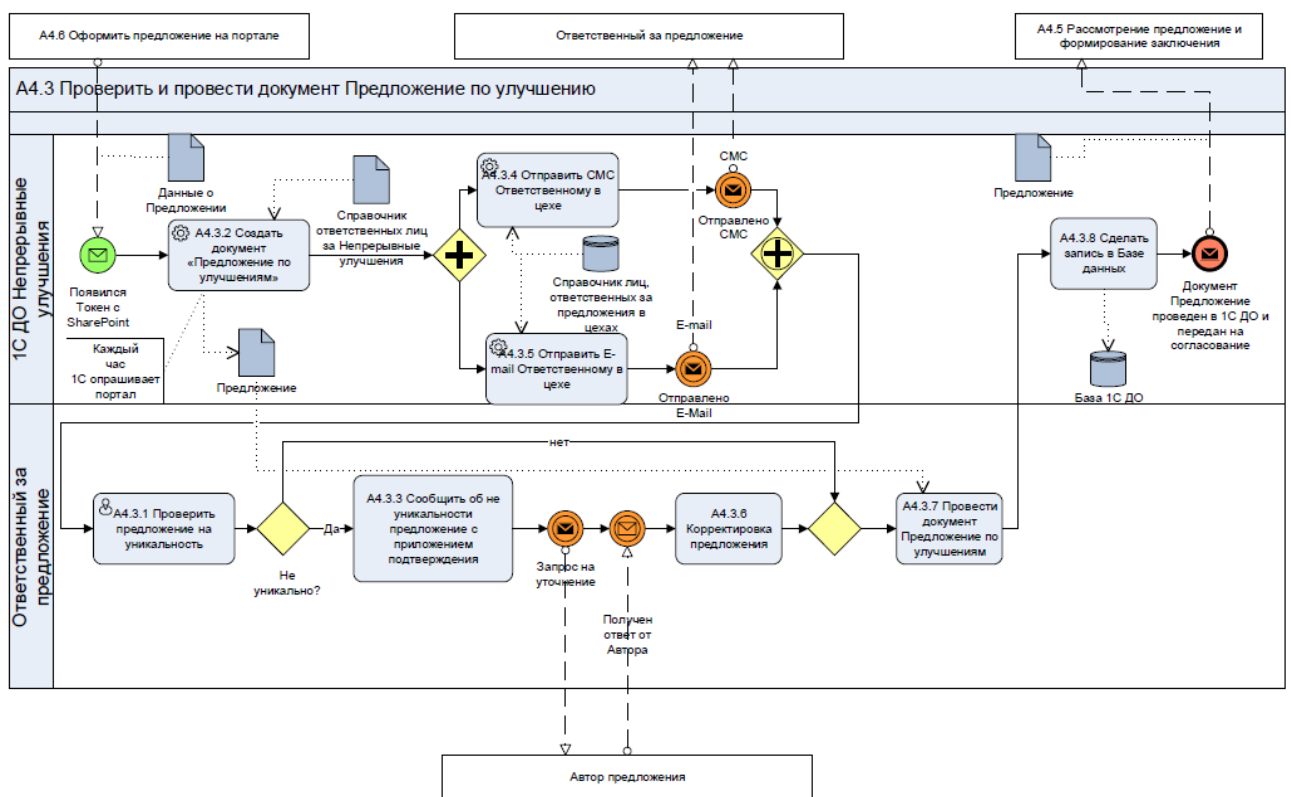 А4.6 Оформить предложение на портале
Ответственный за предложение
А4.5 Рассмотрение предложение и
формирование заключения
А4.3 Проверить и провести документ Предложение по улучшению
1С ДО Непрерывные
улучшения
Данные о
Предложении
Справочник
ответственных лиц
за Непрерывные
улучшения
А4.3.4 Отправить СМС
Ответственному в
цехе
СМС
Отправлено
СМС
Предложение
А4.3.2 Создать
документ
«Предложение по
улучшениям»
Появился
Токен с
SharePoint
Каждый
час
1С опрашивает
портал
Предложение
Справочник лиц,
ответственных за
предложения в
цехах
А4.3.5 Отправить E-
mail Ответственному в
цехе
E-mail
Отправлено
E-Mail
А4.3.8 Сделать
запись в Базе
данных
Документ
Предложение
проведен в 1С ДО и
передан на
согласование
База 1С ДО
Ответственный за
предложение
нет
А4.3.1 Проверить
предложение на
уникальность
Не
уникально?
Да
А4.3.3 Сообщить об не
уникальности
предложение с
приложением
подтверждения
Запрос на
уточнение
Получен
ответ от
Автора
А4.3.6
Корректировка
предложения
А4.3.7 Провести
документ
Предложение по
улучшениям
Автор предложения